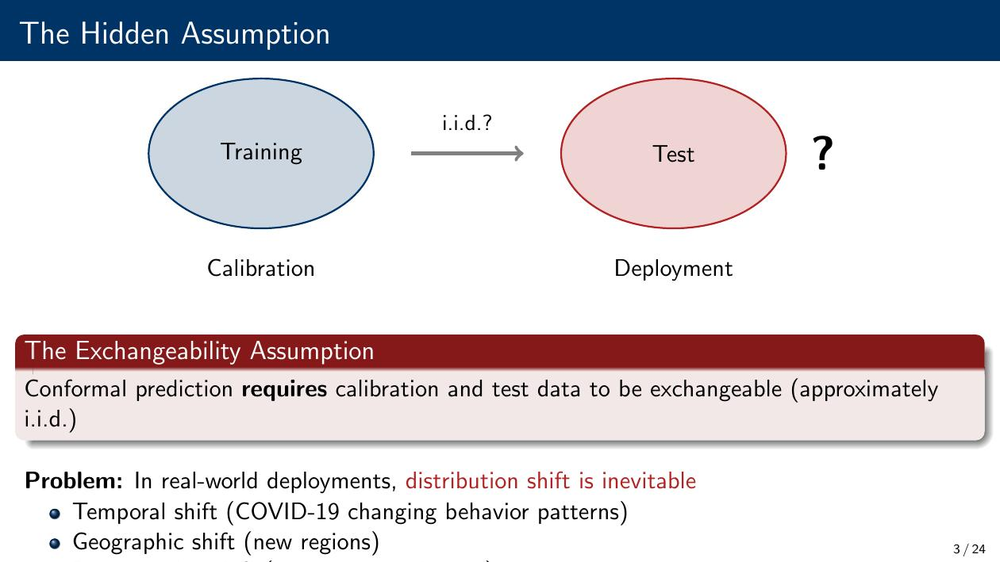 The Hidden Assumption
i.i.d.?
Training
Test
?
Calibration
Deployment
The Exchangeability Assumption
Conformal prediction requires calibration and test data to be exchangeable (approximately
i.i.d.)
Problem: In real-world deployments, distribution shift is inevitable
Temporal shift (COVID-19 changing behavior patterns)
Geographic shift (new regions)
3 / 24